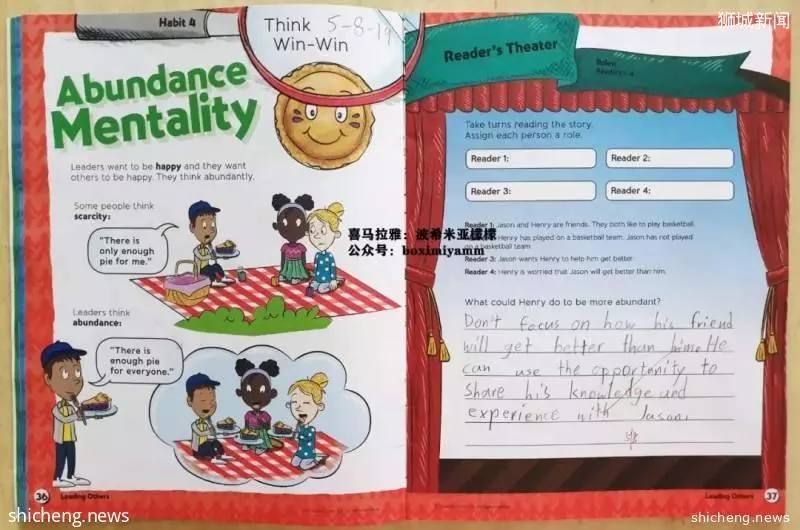 狮城新闻
Habit 4
Think 5-8-19
Win-Win
Abundance
Mentality
Leaders want to be happy and they want
others to be happy. They think abundantly.
Some people think
scarcity:
"There is
only enough
pie for me."
Leaders think
abundance:
"There is
enough pie
for everyone."
36 Leading Others
Reader's Theater
Roles:
Readers 1-4
Take turns reading the story.
Assign each person a role.
Reader 1:
Reader 2:
Reader 3:
Reader 4:
Reader 1: Jason and Henry are friends. They both like to play basketball.
Henry has played on a basketball team. Jason has not played
on a basketball team.
Reader 3: Jason wants Henry to help him get better.
Reader 4: Henry is worried that Jason will get better than him.
喜马拉雅：波希米亚檬檬
公众号：boximiyamm
What could Henry do to be more abundant?
Don't focus on how his friend
will get better than him. He
can use the opportunity to
share his knowledge and
experience with Jason.
Leading Others 37
shicheng.news
shicheng.news